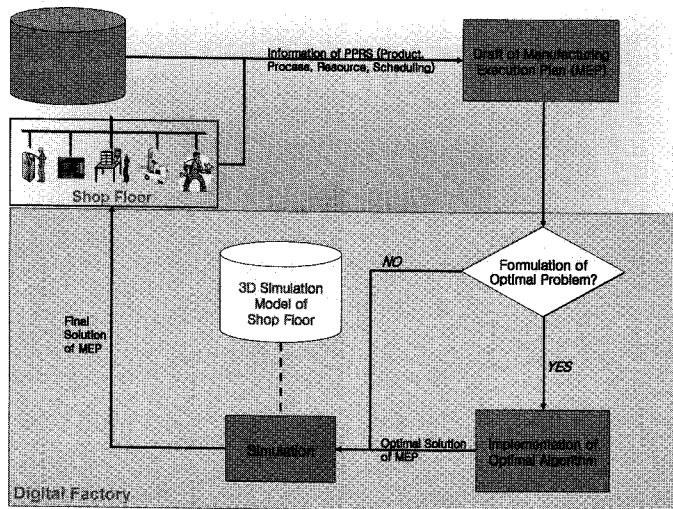 Information of PPRS (Product,
Process, Resource, Scheduling)
Draft of Manufacturing
Execution Plan (MEP)
Shop Floor
NO
Formulation of
Optimal Problem?
3D Simulation
Model of
Shop Floor
Final
Solution
of MEP
YES
Simulation
Optimal Solution
of MEP
Implementation of
Optimal Algorithm
Digital Factory